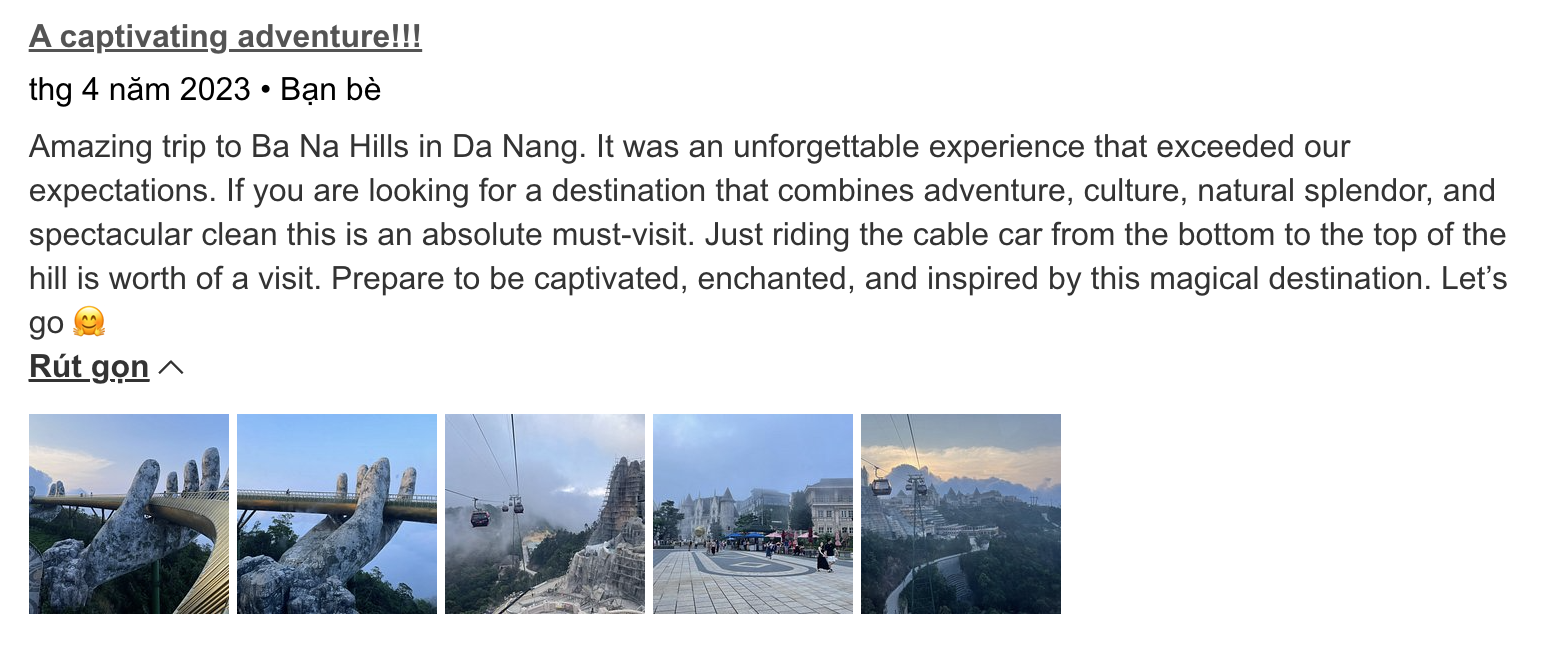 A captivating adventure!!!
thg 4 năm 2023 • Bạn bè
Amazing trip to Ba Na Hills in Da Nang. It was an unforgettable experience that exceeded our
expectations. If you are looking for a destination that combines adventure, culture, natural splendor, and
spectacular clean this is an absolute must-visit. Just riding the cable car from the bottom to the top of the
hill is worth of a visit. Prepare to be captivated, enchanted, and inspired by this magical destination. Let’s
go 🤗
Rút gọn